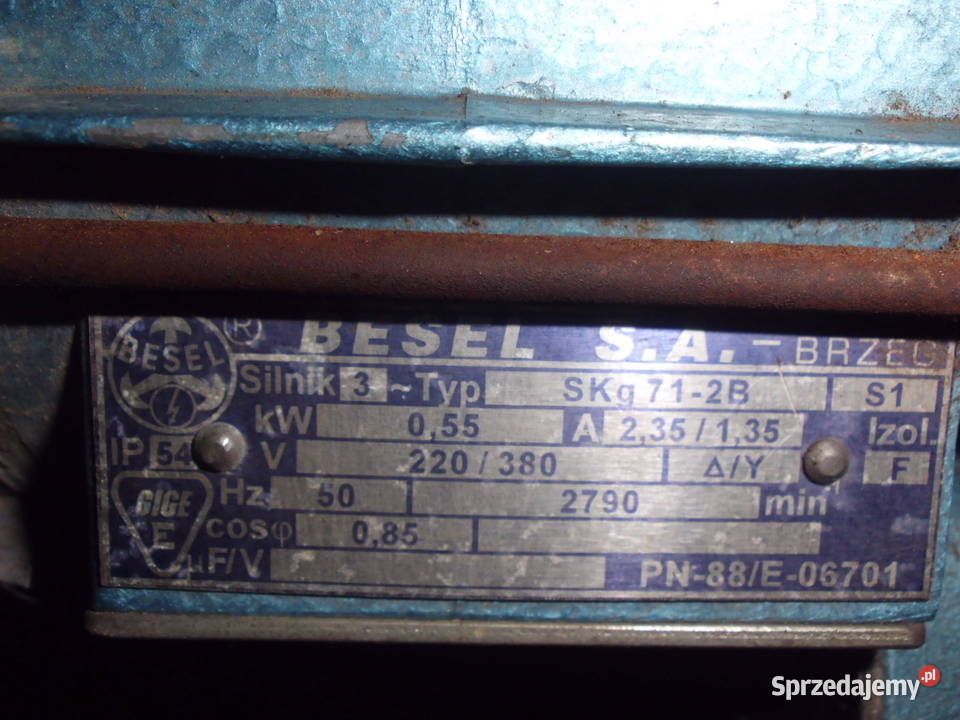 BESEL ® BESEL S.A. - BRZEG
Silnik 3 ~ Typ SKg 71-2B S1
kW 0,55 A 2,35 / 1,35 Izol.
IP 54 V 220 / 380 Δ/Y F
GIGE E Hz 50 2790 min
cosφ 0,85
µF/V PN-88/E-06701
Sprzedajemy.pl